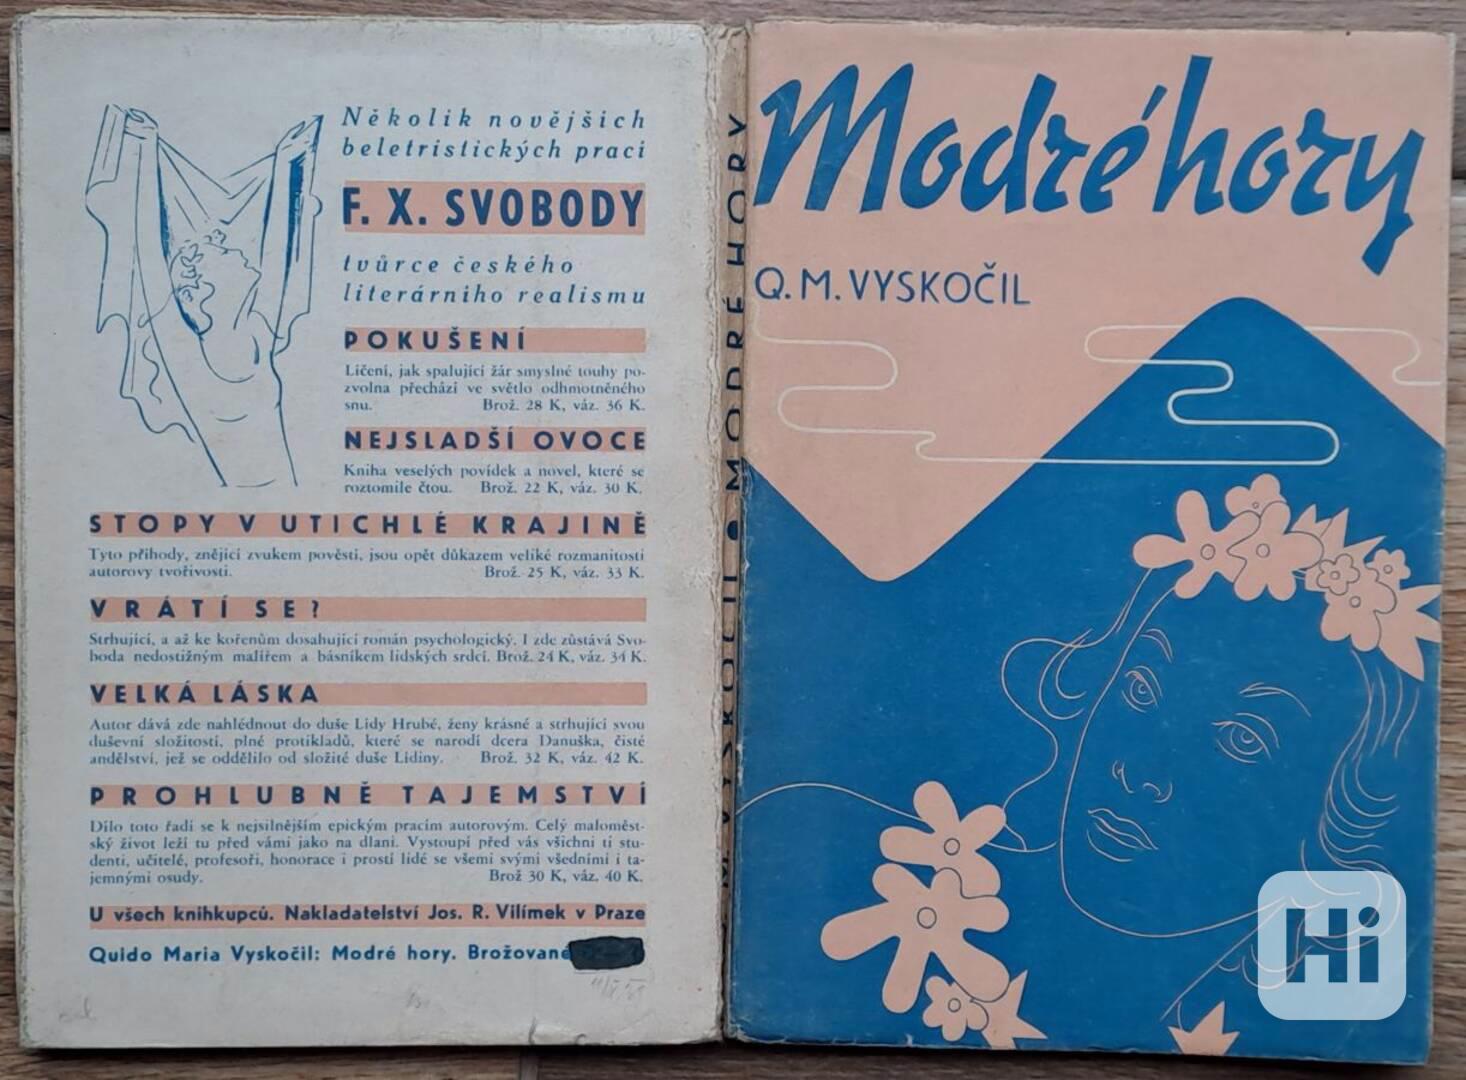 Několik novějších
beletristických prací
F. X. SVOBODY
tvůrce českého
literárního realismu
POKUŠENÍ
Líčení, jak spalující žár smyslné touhy po-
zvolna přechází ve světlo odhmotněného
snu. Brož. 28 K, váz. 36 K.
NEJSLADŠÍ OVOCE
Kniha veselých povídek a novel, které se
roztomile čtou. Brož. 22 K, váz. 30 K.
STOPY V UTICHLÉ KRAJINĚ
Tyto příhody, znějící zvukem pověstí, jsou opět důkazem veliké rozmanitosti
autorovy tvořivosti. Brož. 25 K, váz. 33 K.
VRÁTÍ SE?
Strhující, a až ke kořenům dosahující román psychologický. I zde zůstává Svo-
boda nedostižným malířem a básníkem lidských srdcí. Brož. 24 K, váz. 34 K.
VELKÁ LÁSKA
Autor dává zde nahlédnout do duše Lidy Hrubé, ženy krásné a strhující svou
duševní složitostí, plné protikladů, které se narodí dcera Danuška, čisté
andělství, jež se oddělilo od složité duše Lidiny. Brož. 32 K, váz. 42 K.
PROHLUBNĚ TAJEMSTVÍ
Dílo toto řadí se k nejsilnějším epickým pracím autorovým. Celý maloměst-
ský život leží tu před vámi jako na dlani. Vystoupí před vás všichni ti stu-
denti, učitelé, profesoři, honorace i prostí lidé se všemi svými všedními i ta-
jemnými osudy. Brož 30 K, váz. 40 K.
U všech knihkupců. Nakladatelství Jos. R. Vilímek v Praze
Quido Maria Vyskočil: Modré hory. Brožované
M. VYSKOČIL • MODRÉ HORY
Modré hory
Q. M. VYSKOČIL
Hi